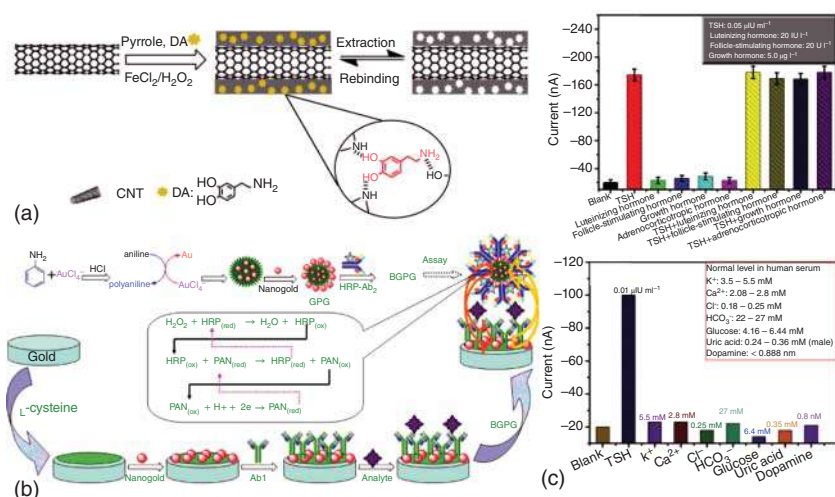 Pyrrole, DA
FeCl2/H2O2
Extraction
Rebinding
NH
HO
HO
NH2
HO
NH
CNT
DA:
HO
HO
NH2
(a)
NH2
+AuCl4−
HCl
aniline
Au
polyaniline
AuCl4−
Nanogold
GPG
HRP-Ab2
BGPG
Assay
H2O2 + HRP(red) → H2O + HRP(ox)
HRP(ox) + PAN(red) → HRP(red) + PAN(ox)
PAN(ox) + H++ 2e → PAN(red)
Gold
L-cysteine
Nanogold
Ab1
Analyte
BGPG
(b)
−240
−200
−160
−120
−80
−40
Current (nA)
TSH: 0.05 μIU ml−1
Luteinizing hormone: 20 IU l−1
Follicle-stimulating hormone: 20 U l−1
Growth hormone: 5.0 μg l−1
Blank
TSH
Luteinizing hormone
Follicle-stimulating hormone
Growth hormone
Adrenocorticotropic hormone
TSH+luteinizing hormone
TSH+follicle-stimulating hormone
TSH+growth hormone
TSH+adrenocorticotropic hormone
−120
−100
−80
−60
−40
−20
Current (nA)
0.01 μIU ml−1
Normal level in human serum
K+: 3.5 – 5.5 mM
Ca2+: 2.08 – 2.8 mM
Cl−: 0.18 – 0.25 mM
HCO3−: 22 – 27 mM
Glucose: 4.16 – 6.44 mM
Uric acid: 0.24 – 0.36 mM (male)
Dopamine: < 0.888 nm
5.5 mM
2.8 mM
0.25 mM
27 mM
6.4 mM
0.35 mM
0.8 nM
Blank
TSH
k+
Ca2+
Cl−
HCO3−
Glucose
Uric acid
Dopamine
(c)